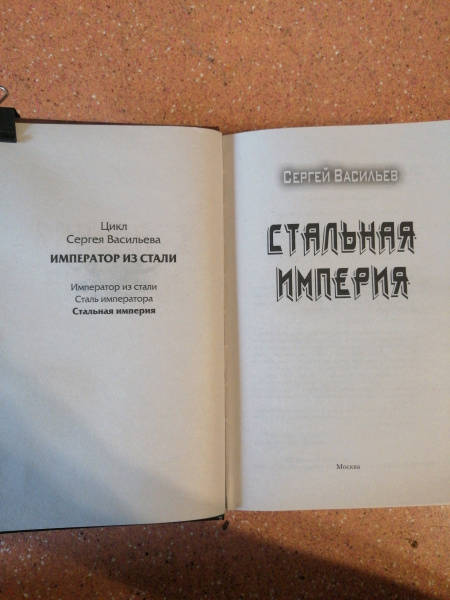 Цикл
Сергея Васильева
ИМПЕРАТОР ИЗ СТАЛИ
Император из стали
Сталь императора
Стальная империя
СЕРГЕЙ ВАСИЛЬЕВ
СТАЛЬНАЯ
ИМПЕРИЯ
Москва